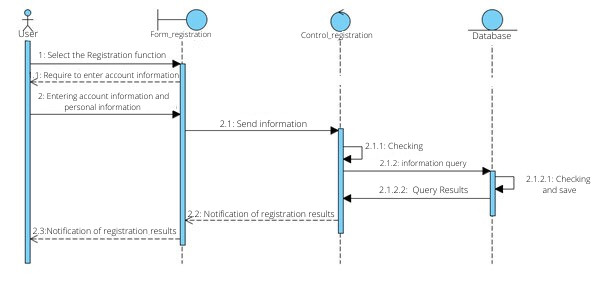 User
Form_registration
Control_registration
Database
1: Select the Registration function
1.1: Require to enter account information
2: Entering account information and
personal information
2.1: Send information
2.1.1: Checking
2.1.2: information query
2.1.2.1: Checking
and save
2.1.2.2: Query Results
2.2: Notification of registration results
2.3:Notification of registration results